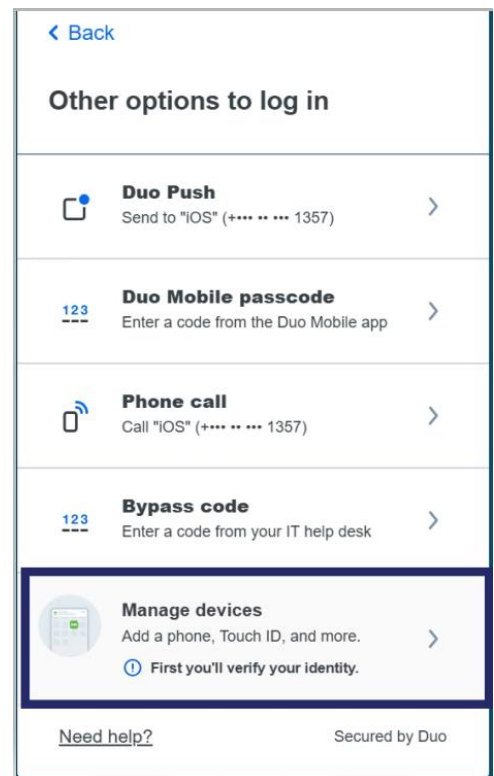 Back
Other options to log in
Duo Push
Send to "iOS" (+••• •• ••• 1357)
123
Duo Mobile passcode
Enter a code from the Duo Mobile app
Phone call
Call "iOS" (+••• •• ••• 1357)
123
Bypass code
Enter a code from your IT help desk
Manage devices
Add a phone, Touch ID, and more.
First you'll verify your identity.
Need help?
Secured by Duo